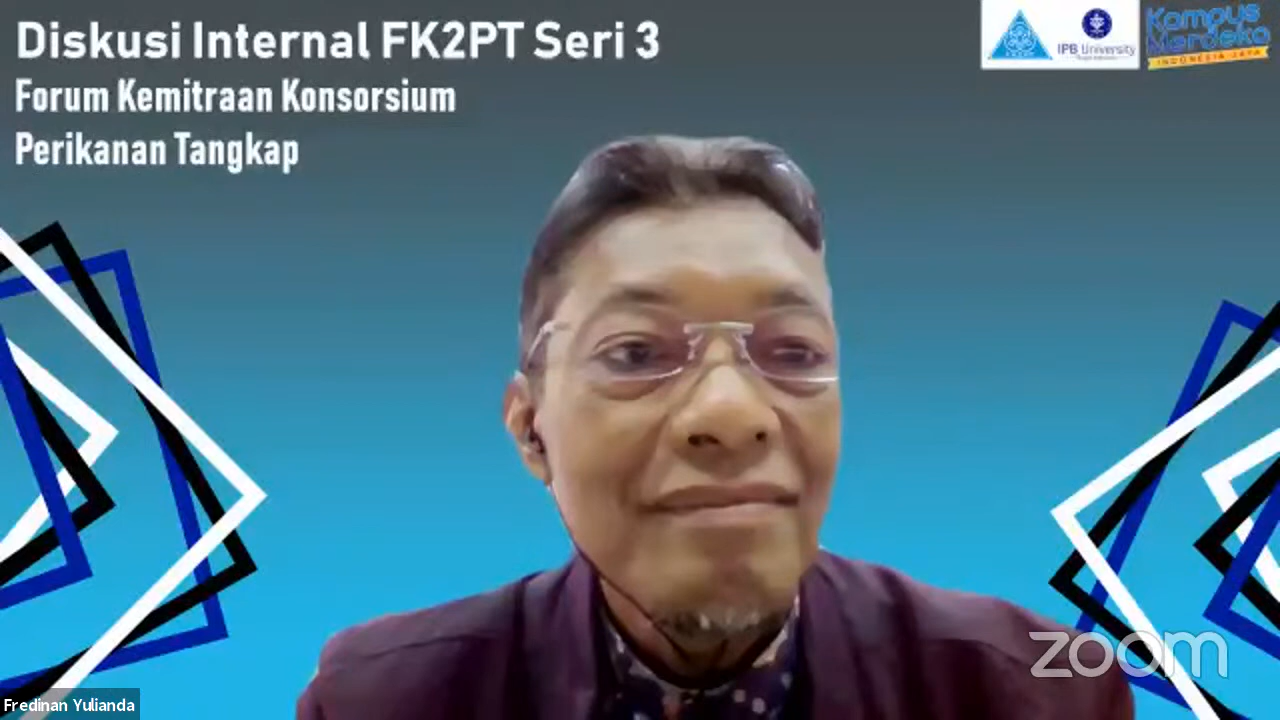 Diskusi Internal FK2PT Seri 3
Forum Kemitraan Konsorsium
Perikanan Tangkap
IPB University
Kampus
Merdeka
INDONESIA JAYA
zoom
Fredinan Yulianda